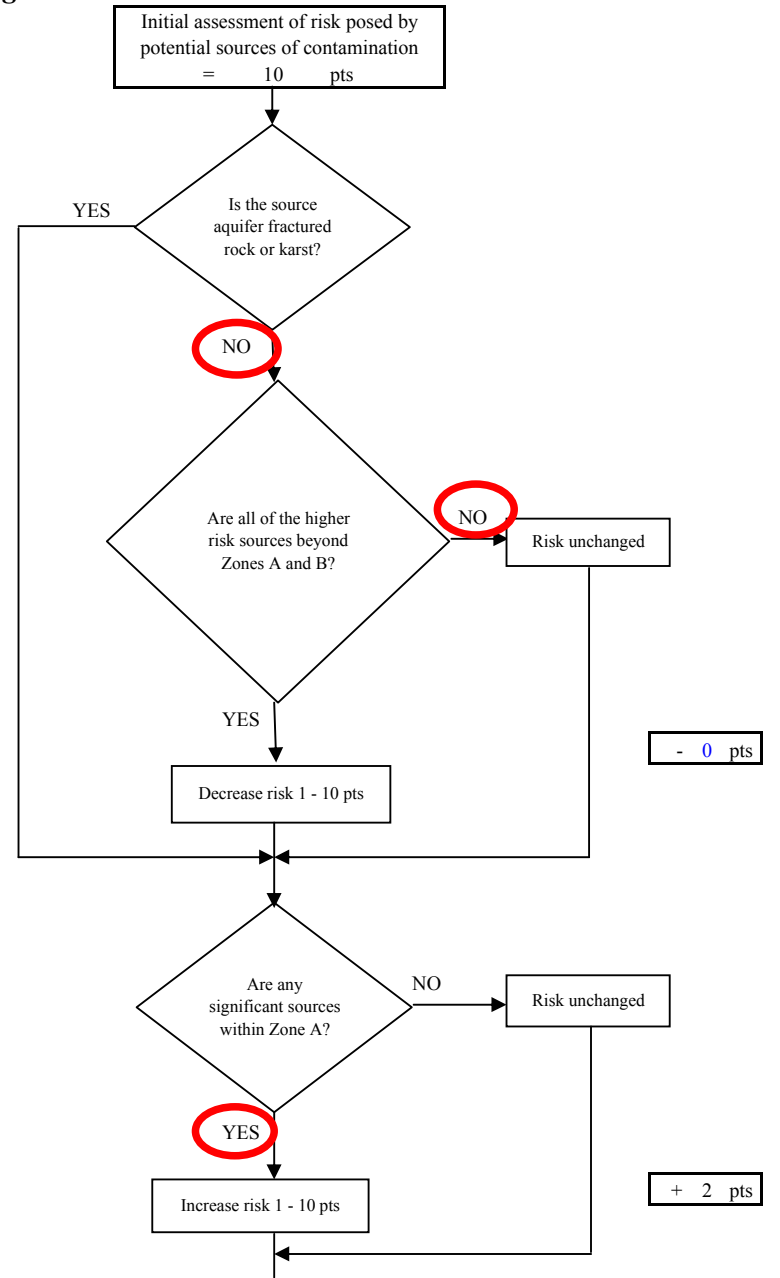 g
Initial assessment of risk posed by
potential sources of contamination
= 10 pts
Is the source
aquifer fractured
rock or karst?
YES
NO
Are all of the higher
risk sources beyond
Zones A and B?
NO
Risk unchanged
YES
- 0 pts
Decrease risk 1 - 10 pts
Are any
significant sources
within Zone A?
NO
Risk unchanged
YES
+ 2 pts
Increase risk 1 - 10 pts